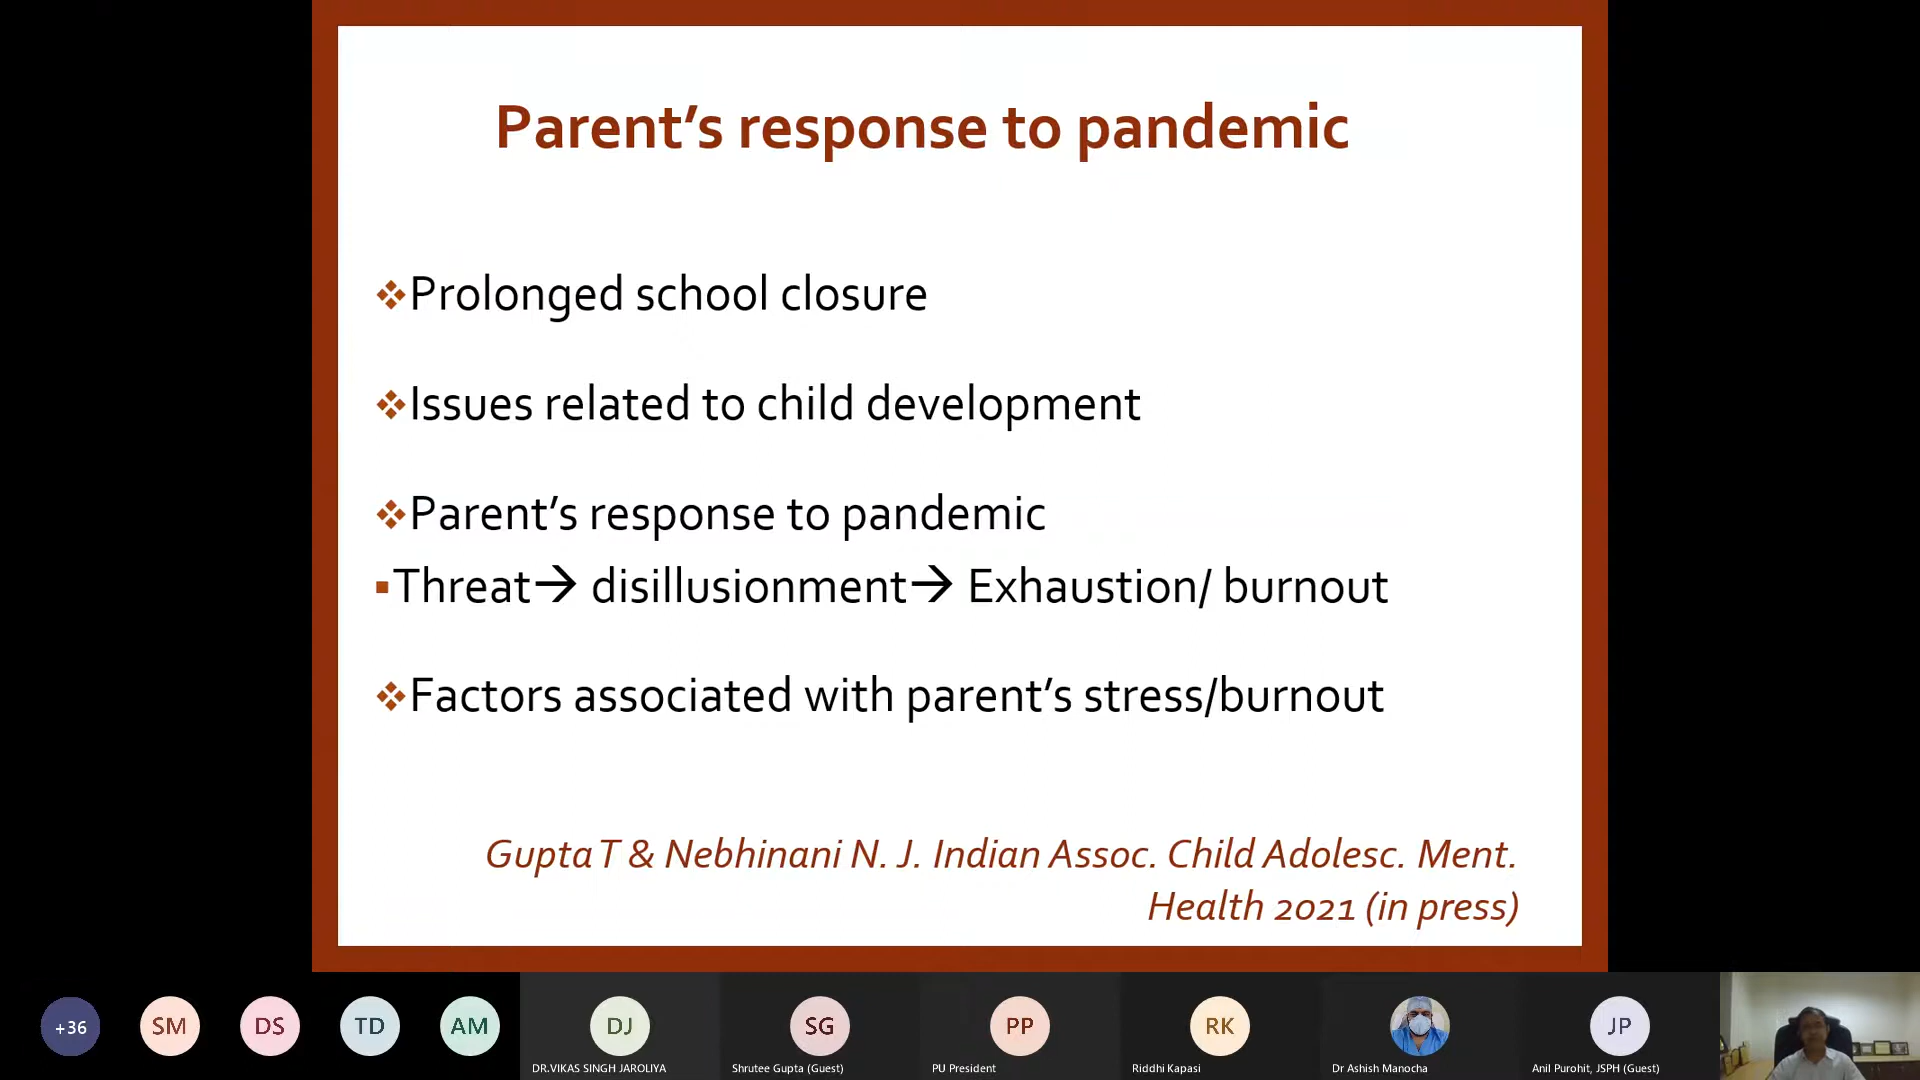 Parent’s response to pandemic
❖Prolonged school closure
❖Issues related to child development
❖Parent’s response to pandemic
▪Threat→ disillusionment→ Exhaustion/ burnout
❖Factors associated with parent’s stress/burnout
Gupta T & Nebhinani N. J. Indian Assoc. Child Adolesc. Ment.
Health 2021 (in press)
+36
SM
DS
TD
AM
DJ
SG
PP
RK
JP
DR.VIKAS SINGH JAROLIYA
Shrutee Gupta (Guest)
PU President
Riddhi Kapasi
Dr Ashish Manocha
Anil Purohit, JSPH (Guest)